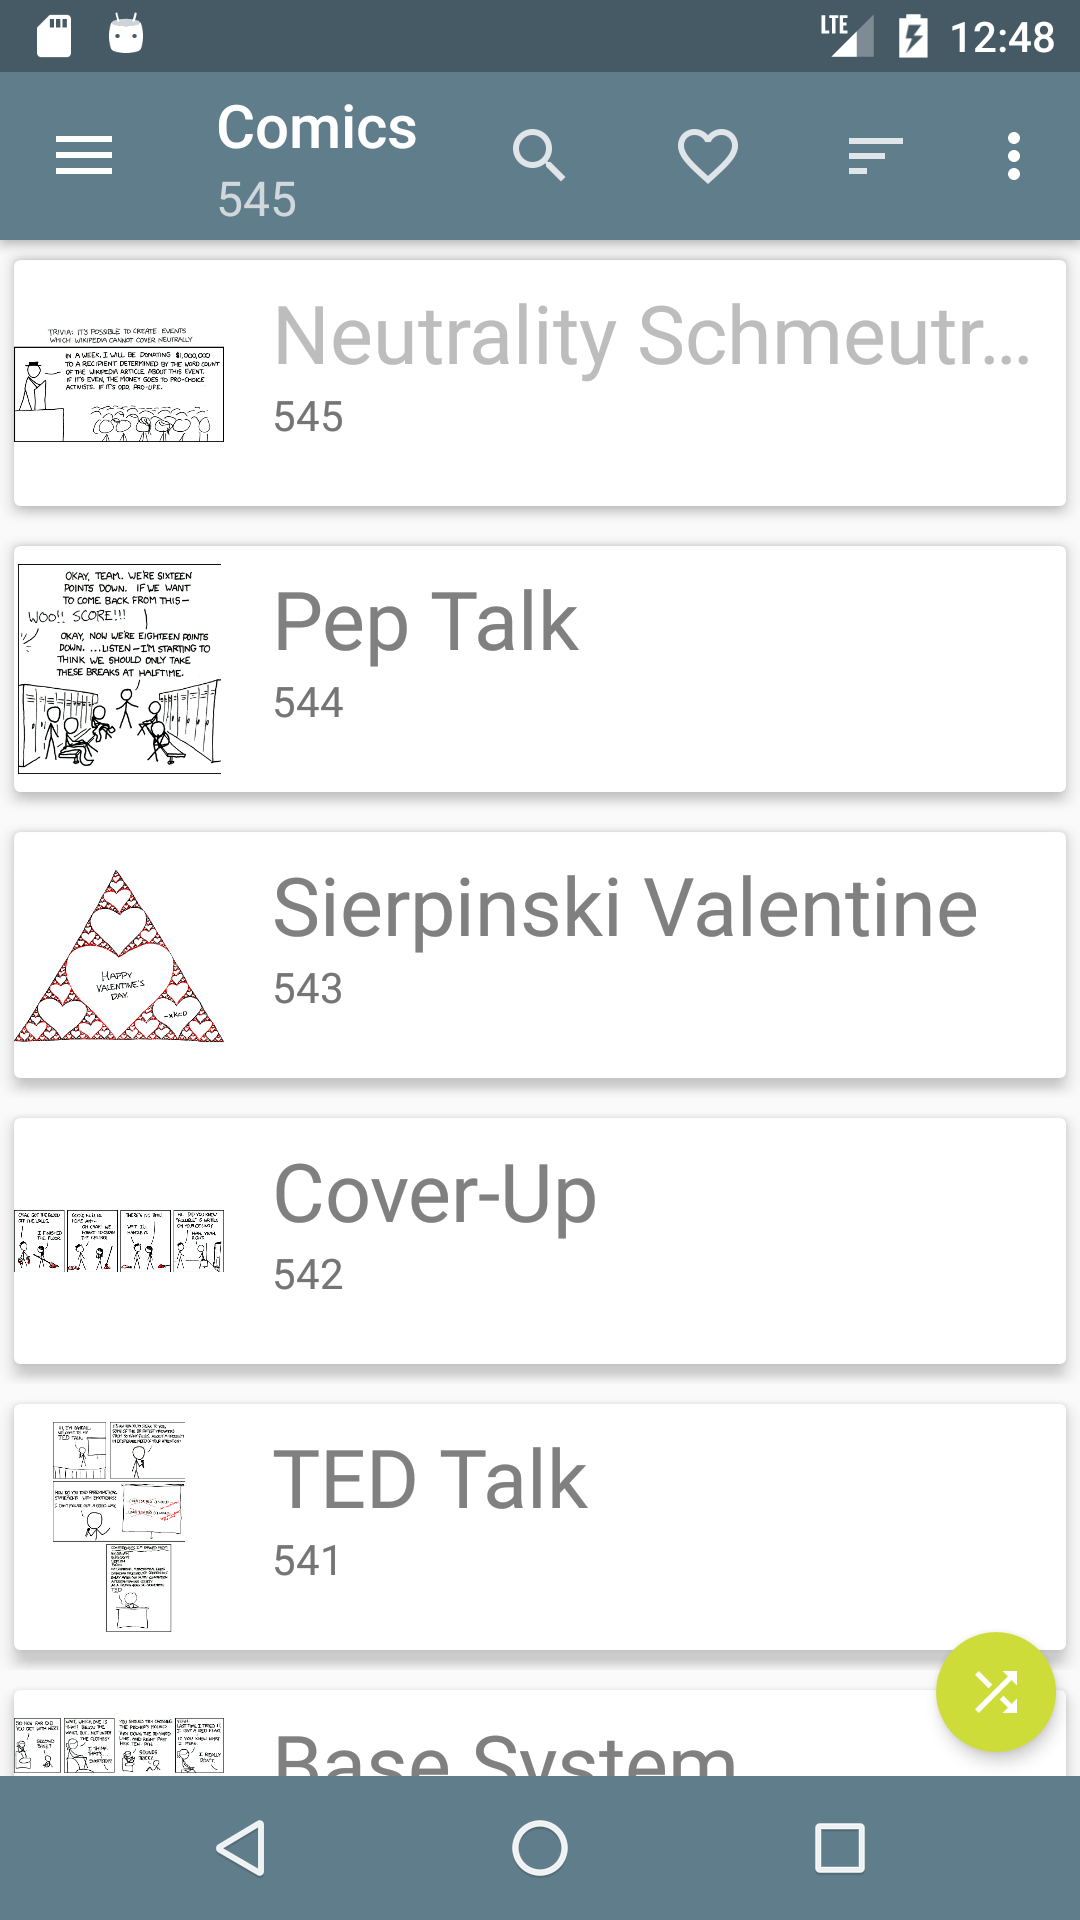 LTE 12:48
Comics
545
TRIVIA: IT'S POSSIBLE TO CREATE EVENTS
WHICH WIKIPEDIA CANNOT COVER NEUTRALLY
IN A WEEK, I WILL BE DONATING $1,000,000
TO A RECIPIENT DETERMINED BY THE WORD COUNT
OF THE WIKIPEDIA ARTICLE ABOUT THIS EVENT.
IF IT'S EVEN, THE MONEY GOES TO PRO-CHOICE
ACTIVISTS. IF IT'S ODD, PRO-LIFE.
Neutrality Schmeutr...
545
OKAY, TEAM. WE'RE SIXTEEN
POINTS DOWN. IF WE WANT
TO COME BACK FROM THIS—
WOO!! SCORE!!!
OKAY, NOW WE'RE EIGHTEEN POINTS
DOWN. ...LISTEN—I'M STARTING TO
THINK WE SHOULD ONLY TAKE
THESE BREAKS AT HALFTIME.
Pep Talk
544
HAPPY
VALENTINE'S
DAY.
-XKCD
Sierpinski Valentine
543
Cover-Up
542
TED Talk
541
Base System